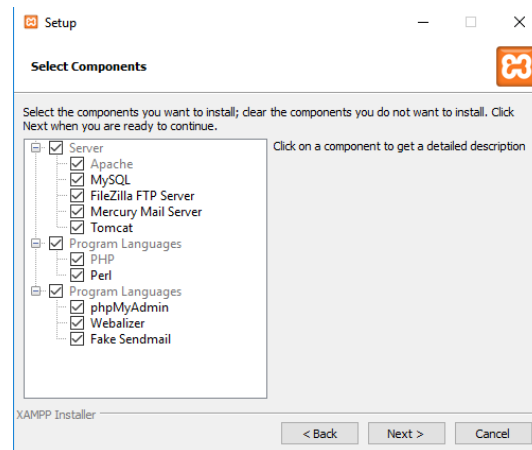 Setup
Select Components
Select the components you want to install; clear the components you do not want to install. Click
Next when you are ready to continue.
Server
Apache
MySQL
FileZilla FTP Server
Mercury Mail Server
Tomcat
Program Languages
PHP
Perl
Program Languages
phpMyAdmin
Webalizer
Fake Sendmail
Click on a component to get a detailed description
XAMPP Installer
< Back
Next >
Cancel